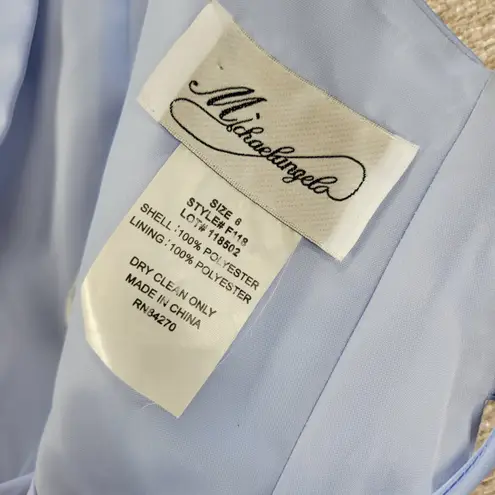 Michaelangelo
SIZE 6
STYLE# F118
LOT# 118502
SHELL:100% POLYESTER
LINING:100% POLYESTER
DRY CLEAN ONLY
MADE IN CHINA
RN84270